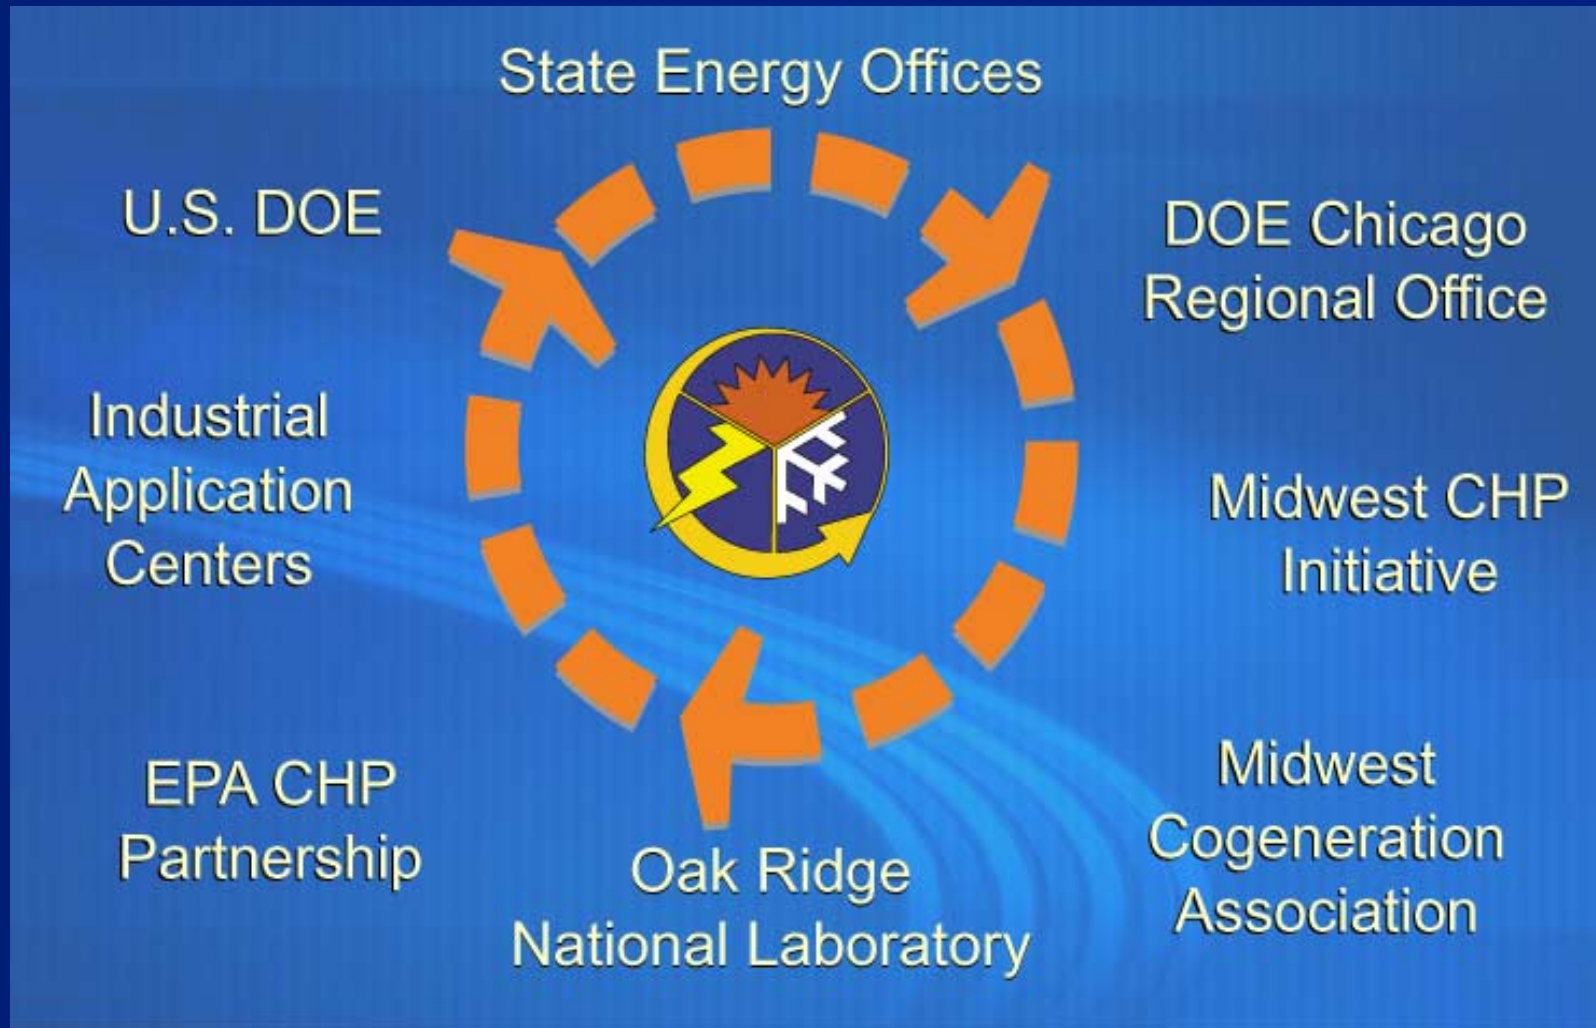 State Energy Offices
U.S. DOE
DOE Chicago
Regional Office
Industrial
Application
Centers
Midwest CHP
Initiative
EPA CHP
Partnership
Oak Ridge
National Laboratory
Midwest
Cogeneration
Association